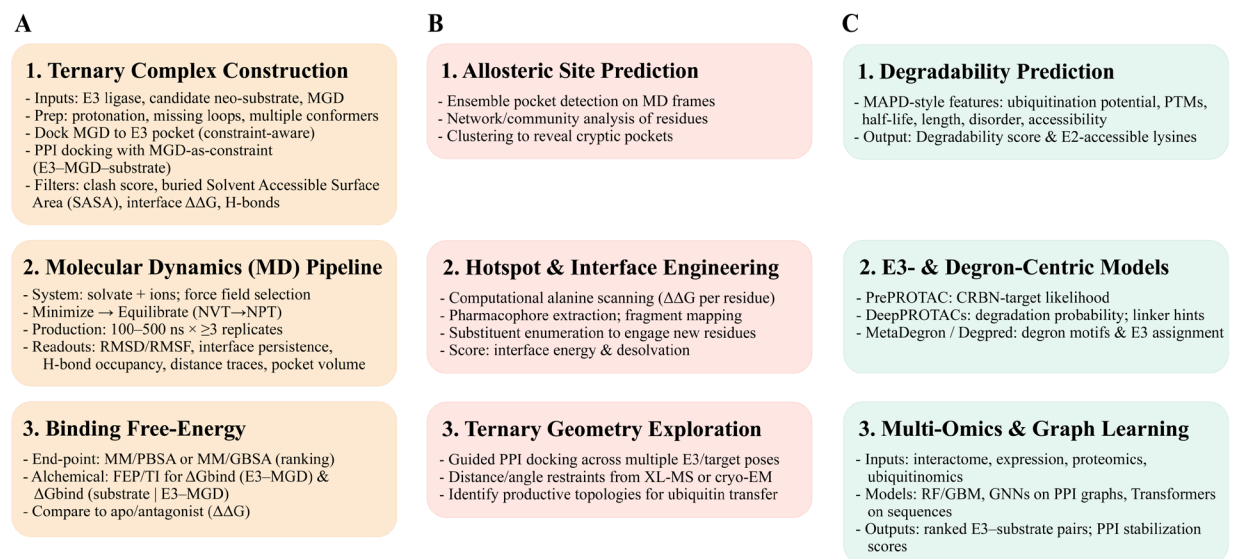 A
1. Ternary Complex Construction
- Inputs: E3 ligase, candidate neo-substrate, MGD
- Prep: protonation, missing loops, multiple conformers
- Dock MGD to E3 pocket (constraint-aware)
- PPI docking with MGD-as-constraint
(E3–MGD–substrate)
- Filters: clash score, buried Solvent Accessible Surface
Area (SASA), interface ΔΔG, H-bonds
2. Molecular Dynamics (MD) Pipeline
- System: solvate + ions; force field selection
- Minimize → Equilibrate (NVT→NPT)
- Production: 100–500 ns × ≥3 replicates
- Readouts: RMSD/RMSF, interface persistence,
H-bond occupancy, distance traces, pocket volume
3. Binding Free-Energy
- End-point: MM/PBSA or MM/GBSA (ranking)
- Alchemical: FEP/TI for ΔGbind (E3–MGD) &
ΔGbind (substrate | E3–MGD)
- Compare to apo/antagonist (ΔΔG)
B
1. Allosteric Site Prediction
- Ensemble pocket detection on MD frames
- Network/community analysis of residues
- Clustering to reveal cryptic pockets
2. Hotspot & Interface Engineering
- Computational alanine scanning (ΔΔG per residue)
- Pharmacophore extraction; fragment mapping
- Substituent enumeration to engage new residues
- Score: interface energy & desolvation
3. Ternary Geometry Exploration
- Guided PPI docking across multiple E3/target poses
- Distance/angle restraints from XL-MS or cryo-EM
- Identify productive topologies for ubiquitin transfer
C
1. Degradability Prediction
- MAPD-style features: ubiquitination potential, PTMs,
half-life, length, disorder, accessibility
- Output: Degradability score & E2-accessible lysines
2. E3- & Degron-Centric Models
- PrePROTAC: CRBN-target likelihood
- DeepPROTACs: degradation probability; linker hints
- MetaDegron / Degpred: degron motifs & E3 assignment
3. Multi-Omics & Graph Learning
- Inputs: interactome, expression, proteomics,
ubiquitinomics
- Models: RF/GBM, GNNs on PPI graphs, Transformers
on sequences
- Outputs: ranked E3–substrate pairs; PPI stabilization
scores